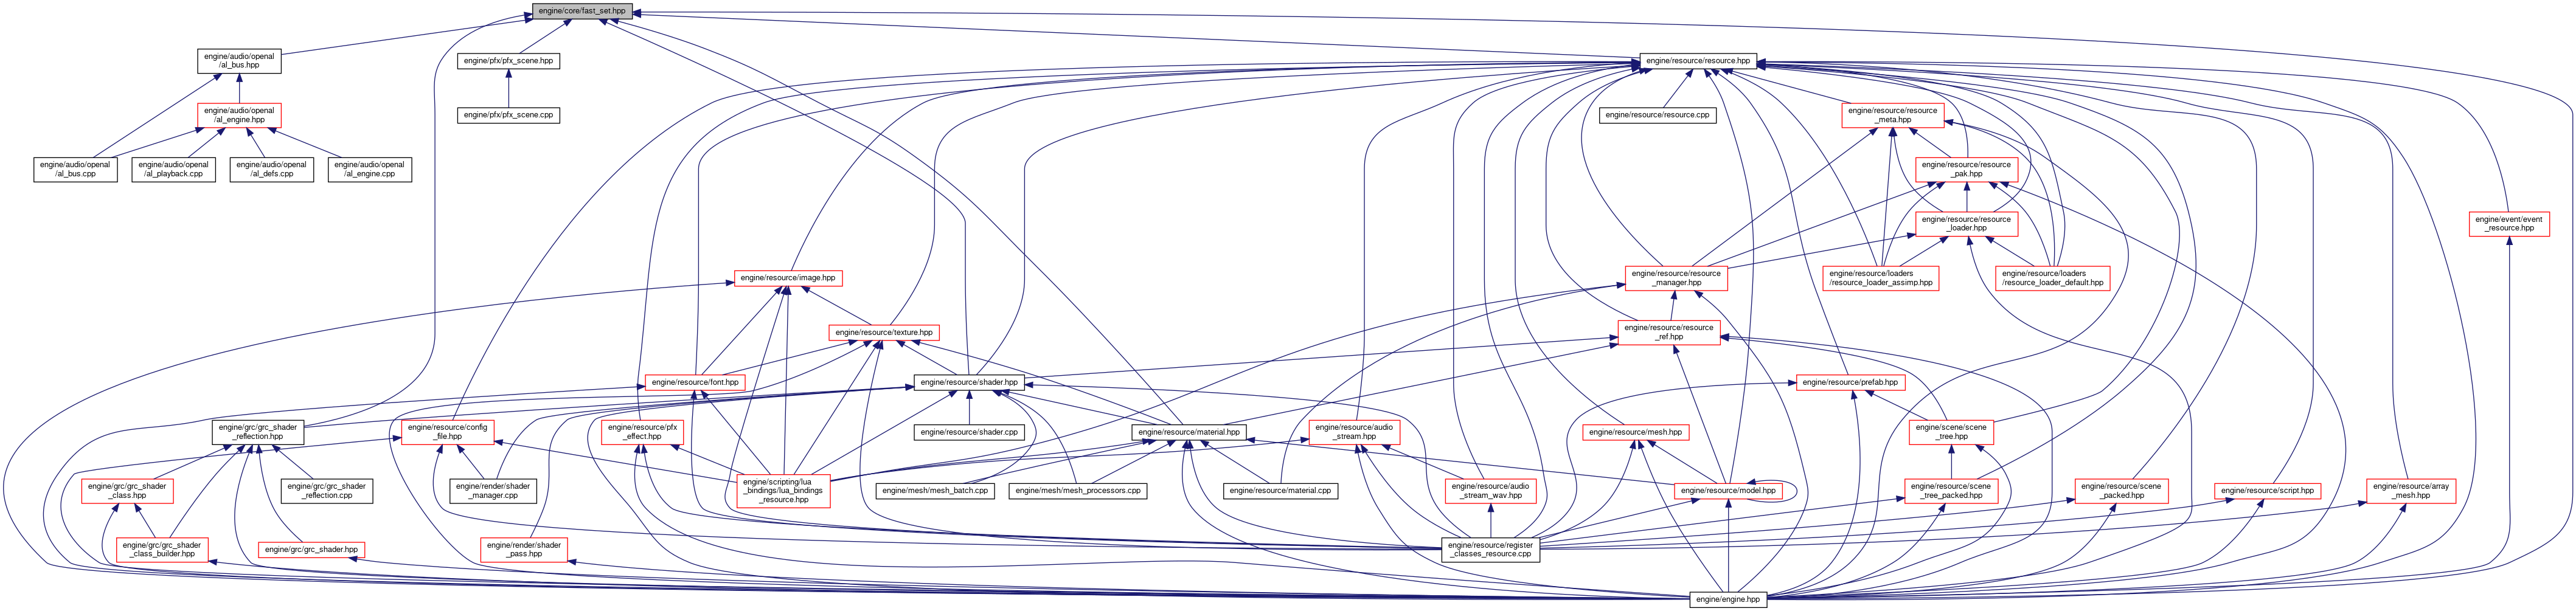 engine/core/fast_set.hpp
engine/audio/openal
/al_bus.hpp
engine/pfx/pfx_scene.hpp
engine/resource/resource.hpp
engine/audio/openal
/al_engine.hpp
engine/pfx/pfx_scene.cpp
engine/resource/resource.cpp
engine/resource/resource
_meta.hpp
engine/audio/openal
/al_bus.cpp
engine/audio/openal
/al_playback.cpp
engine/audio/openal
/al_defs.cpp
engine/audio/openal
/al_engine.cpp
engine/resource/resource
_pak.hpp
engine/resource/resource
_loader.hpp
engine/event/event
_resource.hpp
engine/resource/image.hpp
engine/resource/resource
_manager.hpp
engine/resource/loaders
/resource_loader_assimp.hpp
engine/resource/loaders
/resource_loader_default.hpp
engine/resource/texture.hpp
engine/resource/resource
_ref.hpp
engine/resource/font.hpp
engine/resource/shader.hpp
engine/resource/prefab.hpp
engine/grc/grc_shader
_reflection.hpp
engine/resource/config
_file.hpp
engine/resource/pfx
_effect.hpp
engine/resource/shader.cpp
engine/resource/material.hpp
engine/resource/audio
_stream.hpp
engine/resource/mesh.hpp
engine/scene/scene
_tree.hpp
engine/grc/grc_shader
_class.hpp
engine/grc/grc_shader
_reflection.cpp
engine/render/shader
_manager.cpp
engine/scripting/lua
_bindings/lua_bindings
_resource.hpp
engine/mesh/mesh_batch.cpp
engine/mesh/mesh_processors.cpp
engine/resource/material.cpp
engine/resource/audio
_stream_wav.hpp
engine/resource/model.hpp
engine/resource/scene
_tree_packed.hpp
engine/resource/scene
_packed.hpp
engine/resource/script.hpp
engine/resource/array
_mesh.hpp
engine/grc/grc_shader
_class_builder.hpp
engine/grc/grc_shader.hpp
engine/render/shader
_pass.hpp
engine/resource/register
_classes_resource.cpp
engine/engine.hpp